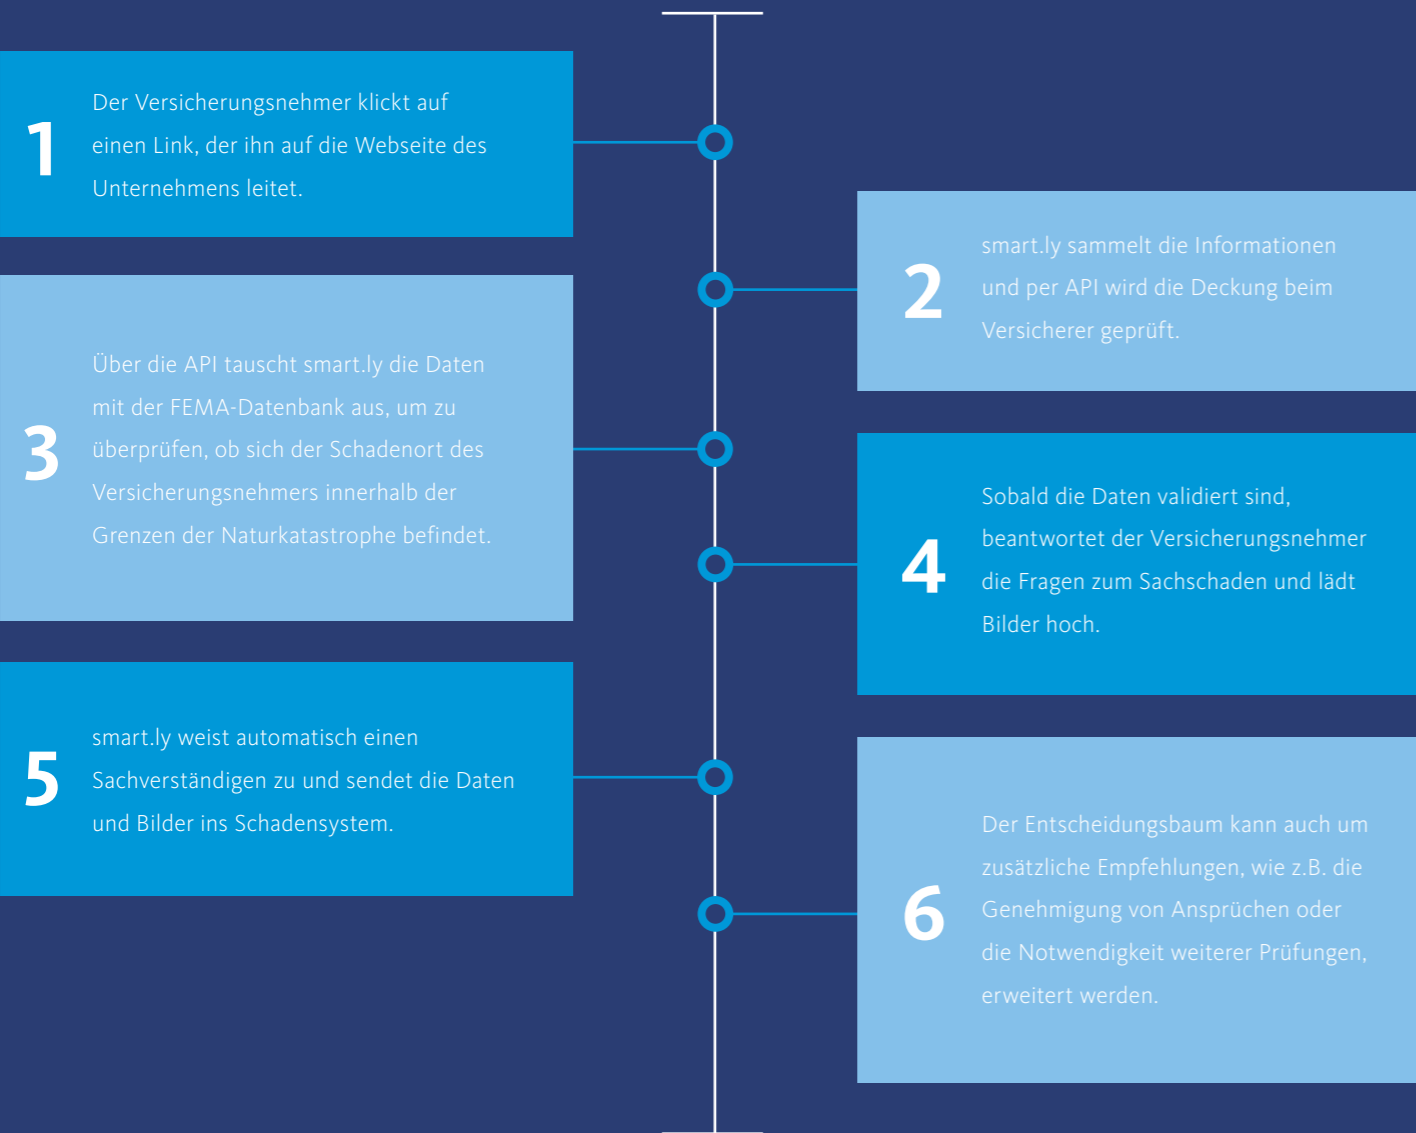 1
Der Versicherungsnehmer klickt auf
einen Link, der ihn auf die Webseite des
Unternehmens leitet.
2
smart.ly sammelt die Informationen
und per API wird die Deckung beim
Versicherer geprüft.
3
Über die API tauscht smart.ly die Daten
mit der FEMA-Datenbank aus, um zu
überprüfen, ob sich der Schadenort des
Versicherungsnehmers innerhalb der
Grenzen der Naturkatastrophe befindet.
4
Sobald die Daten validiert sind,
beantwortet der Versicherungsnehmer
die Fragen zum Sachschaden und lädt
Bilder hoch.
5
smart.ly weist automatisch einen
Sachverständigen zu und sendet die Daten
und Bilder ins Schadensystem.
6
Der Entscheidungsbaum kann auch um
zusätzliche Empfehlungen, wie z.B. die
Genehmigung von Ansprüchen oder
die Notwendigkeit weiterer Prüfungen,
erweitert werden.